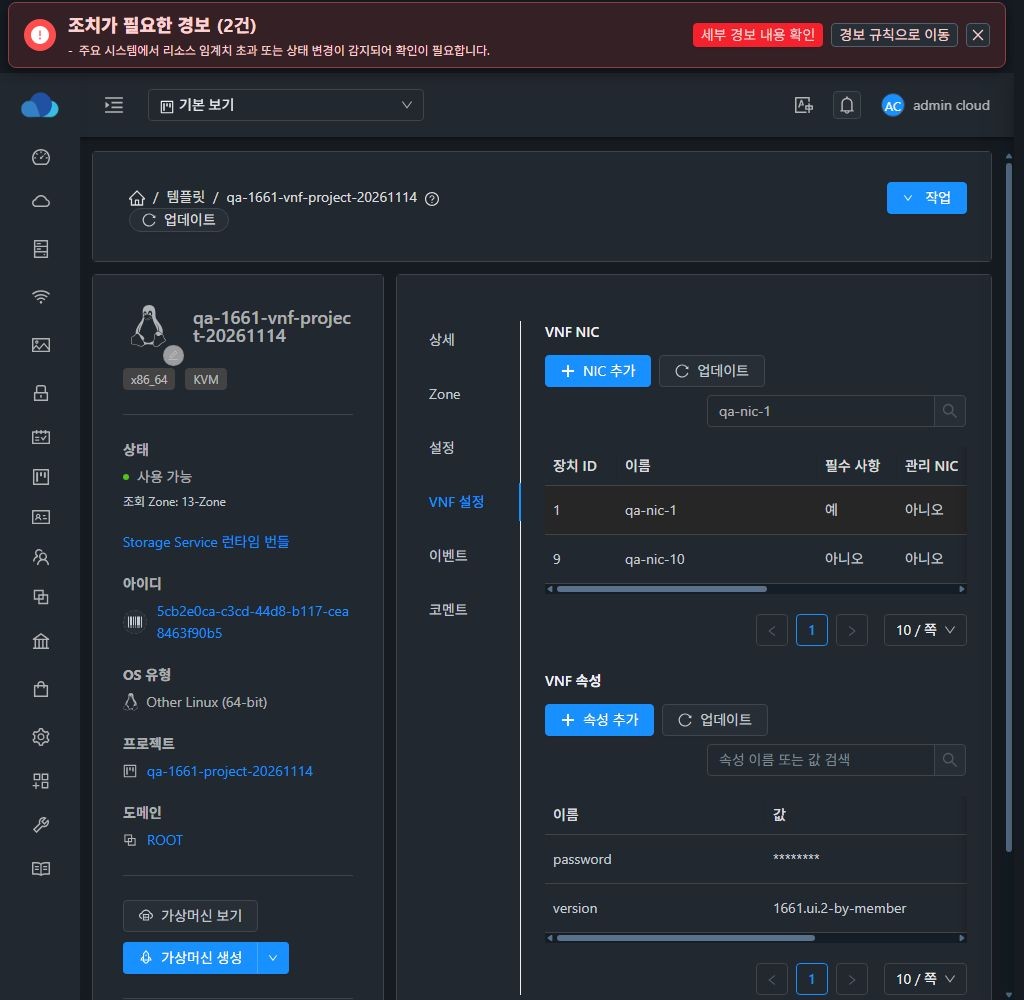 조치가 필요한 경보 (2건)
- 주요 시스템에서 리소스 임계치 초과 또는 상태 변경이 감지되어 확인이 필요합니다.
세부 경보 내용 확인
경보 규칙으로 이동
기본 보기
AC
admin cloud
/ 템플릿 / qa-1661-vnf-project-20261114
업데이트
작업
qa-1661-vnf-projec
t-20261114
x86_64
KVM
상태
사용 가능
조회 Zone: 13-Zone
Storage Service 런타임 번들
아이디
5cb2e0ca-c3cd-44d8-b117-cea
8463f90b5
OS 유형
Other Linux (64-bit)
프로젝트
qa-1661-project-20261114
도메인
ROOT
가상머신 보기
가상머신 생성
상세
Zone
설정
VNF 설정
이벤트
코멘트
VNF NIC
NIC 추가
업데이트
qa-nic-1
장치 ID 이름 필수 사항 관리 NIC
1 qa-nic-1 예 아니오
9 qa-nic-10 아니오 아니오
< 1 > 10 / 쪽
VNF 속성
속성 추가
업데이트
속성 이름 또는 값 검색
이름 값
password ********
version 1661.ui.2-by-member
< 1 > 10 / 쪽